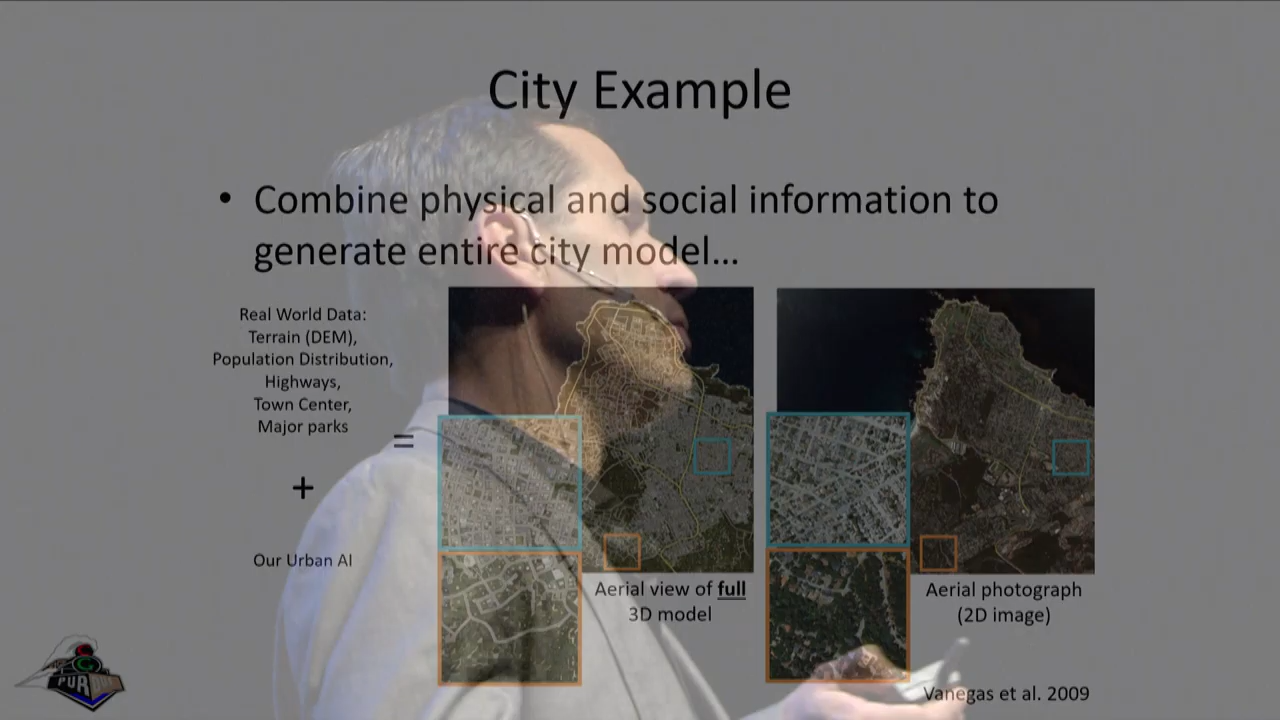 City Example
• Combine physical and social information to
generate entire city model...
Real World Data:
Terrain (DEM),
Population Distribution,
Highways,
Town Center,
Major parks
=
+
Our Urban AI
Aerial view of full
3D model
Aerial photograph
(2D image)
Vanegas et al. 2009